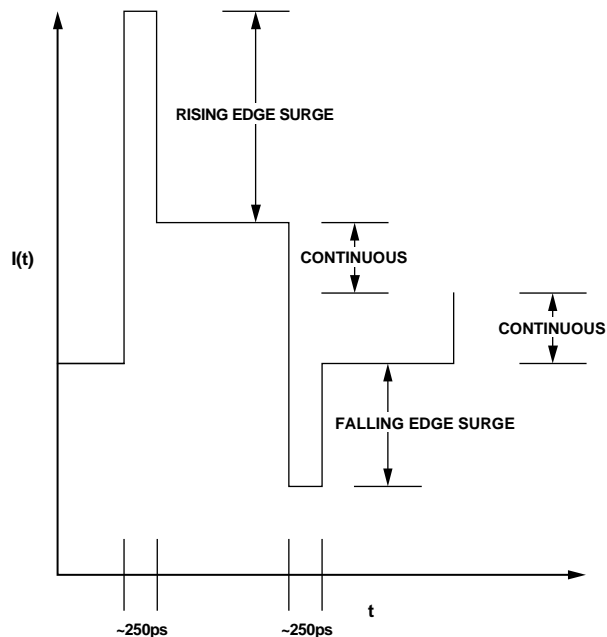 RISING EDGE SURGE
I(t)
CONTINUOUS
CONTINUOUS
FALLING EDGE SURGE
t
~250ps
~250ps